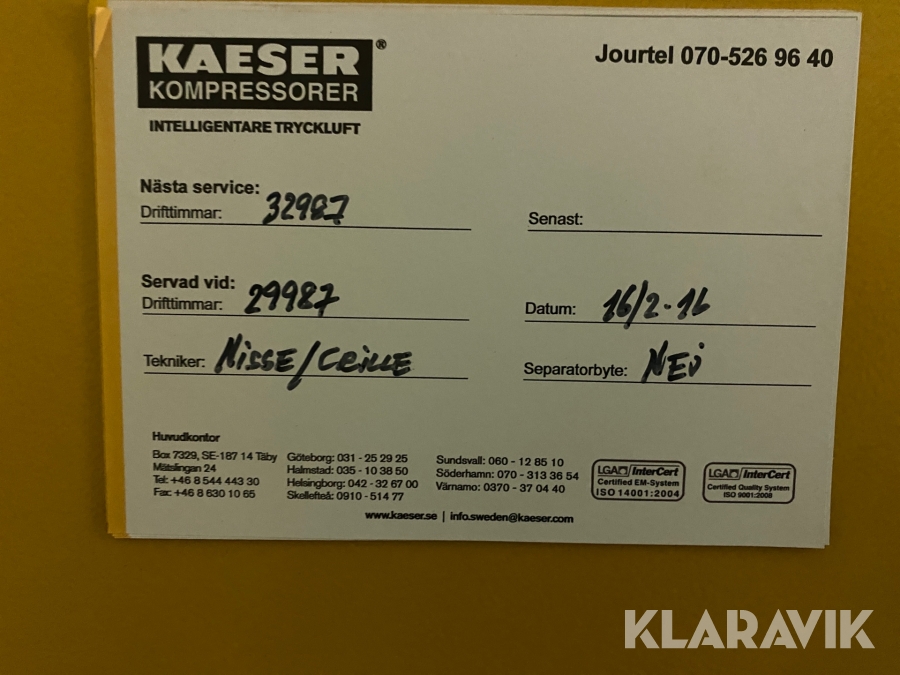 KAESER®
KOMPRESSORER
INTELLIGENTARE TRYCKLUFT
Jourtel 070-526 96 40
Nästa service:
Drifttimmar: 32987
Senast:
Servad vid:
Drifttimmar: 29987
Datum: 16/2-16
Tekniker: NISSE/CRILLE
Separatorbyte: NEJ
Huvudkontor
Box 7329, SE-187 14 Täby
Mätslingan 24
Tel: +46 8 544 443 30
Fax: +46 8 630 10 65
Göteborg: 031 - 25 29 25
Halmstad: 035 - 10 38 50
Helsingborg: 042 - 32 67 00
Skellefteå: 0910 - 514 77
Sundsvall: 060 - 12 85 10
Söderhamn: 070 - 313 36 54
Värnamo: 0370 - 37 04 40
www.kaeser.se | info.sweden@kaeser.com
LGA InterCert
Certified EM-System
ISO 14001:2004
LGA InterCert
Certified Quality System
ISO 9001:2008
KLARAVIK